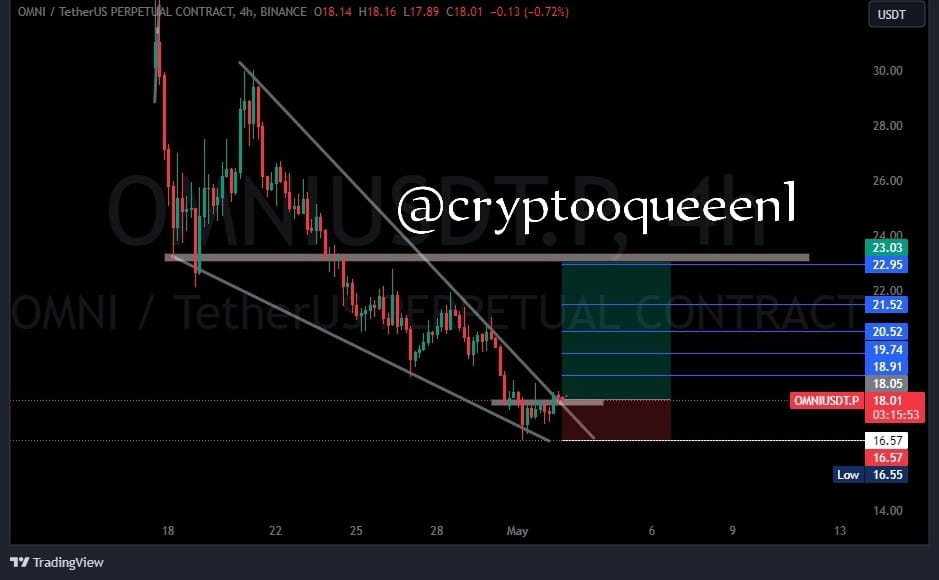 OMNI / TetherUS PERPETUAL CONTRACT, 4h, BINANCE O18.14 H18.16 L17.89 C18.01 −0.13 (−0.72%)
USDT
30.00
28.00
26.00
OMNIUSDT.P, 4h
@cryptooqueeenl
24.00
23.03
22.95
22.00
OMNI / TetherUS PERPETUAL CONTRACT
21.52
20.52
19.74
18.91
18.05
OMNIUSDT.P 18.01
03:15:53
16.57
16.57
Low 16.55
14.00
18 22 25 28 May 6 9 13
TradingView